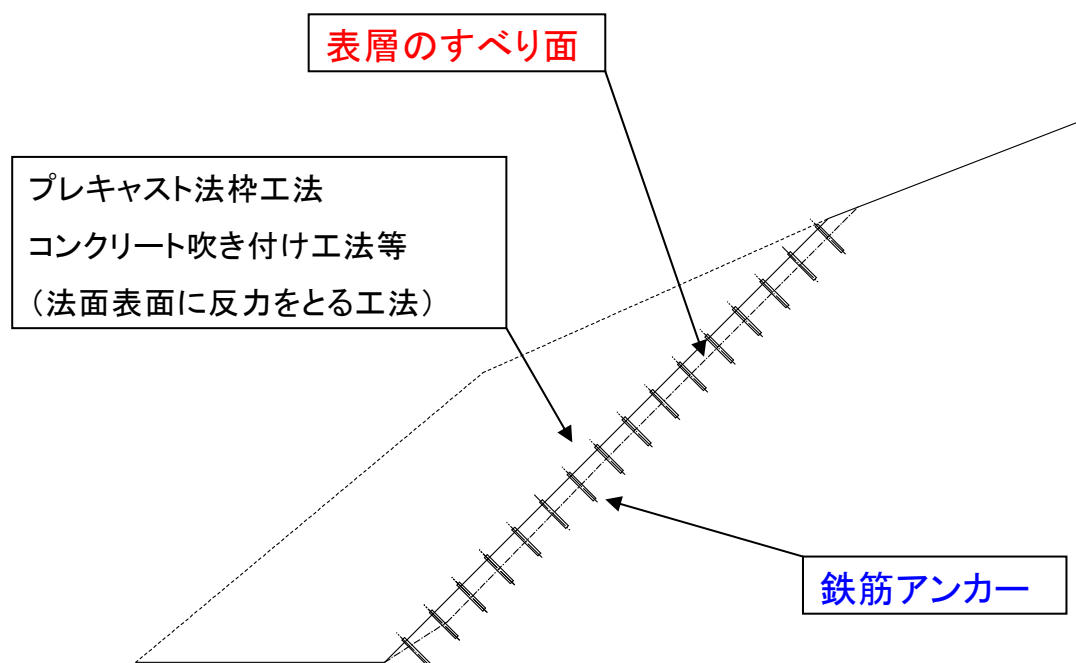 表層のすべり面
プレキャスト法枠工法
コンクリート吹き付け工法等
（法面表面に反力をとる工法）
鉄筋アンカー